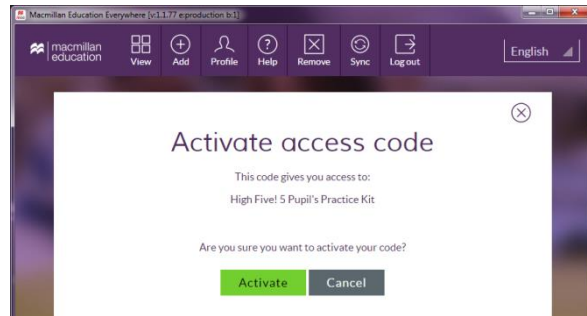 Macmillan Education Everywhere [v:1.1.77 e:production b:1]
macmillan
education
View
Add
Profile
Help
Remove
Sync
Log out
English
Activate access code
This code gives you access to:
High Five! 5 Pupil's Practice Kit
Are you sure you want to activate your code?
Activate
Cancel